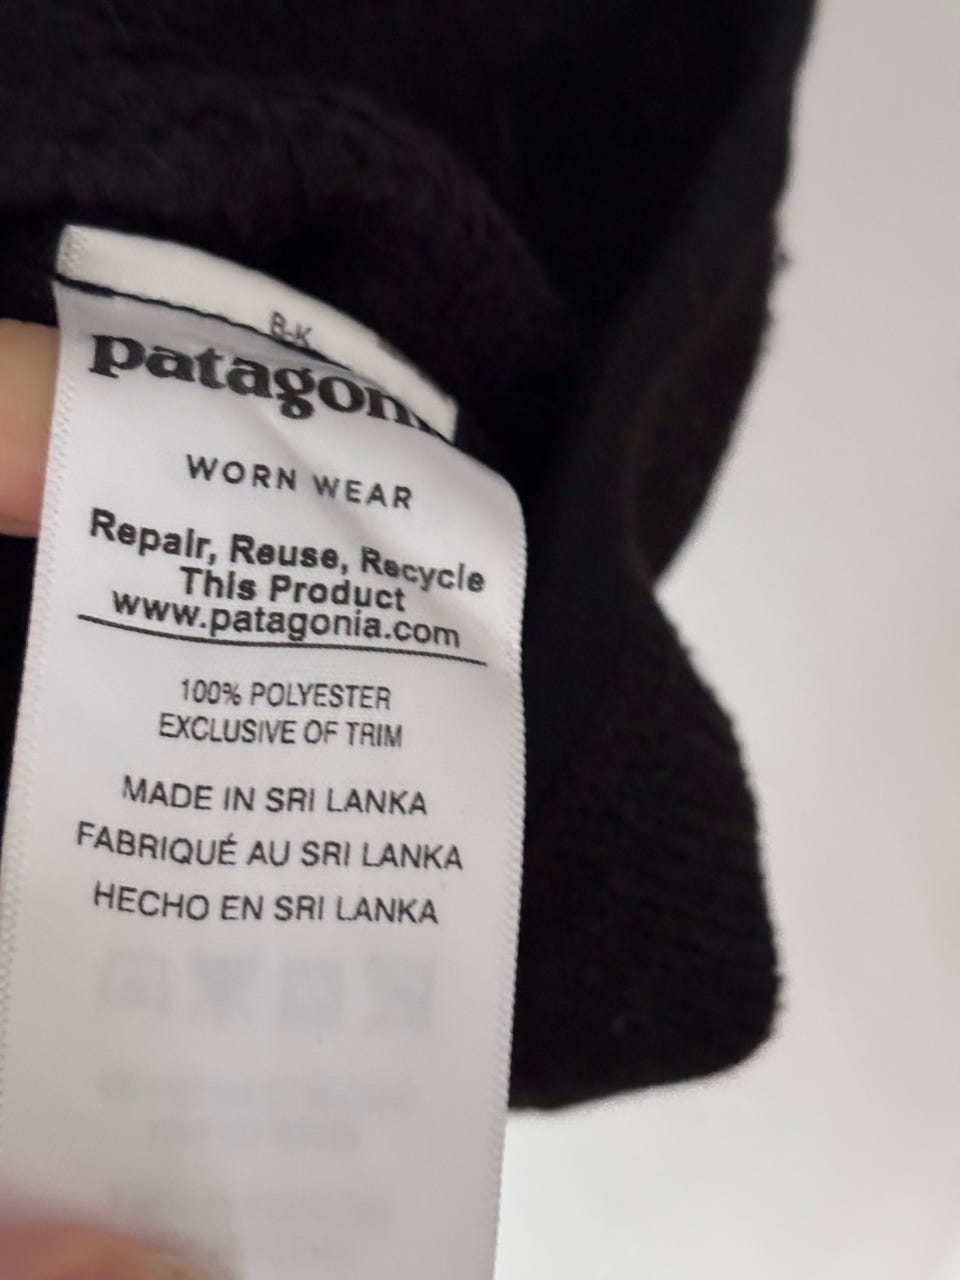 B-K
patagonia
WORN WEAR
Repair, Reuse, Recycle
This Product
www.patagonia.com
100% POLYESTER
EXCLUSIVE OF TRIM
MADE IN SRI LANKA
FABRIQUÉ AU SRI LANKA
HECHO EN SRI LANKA